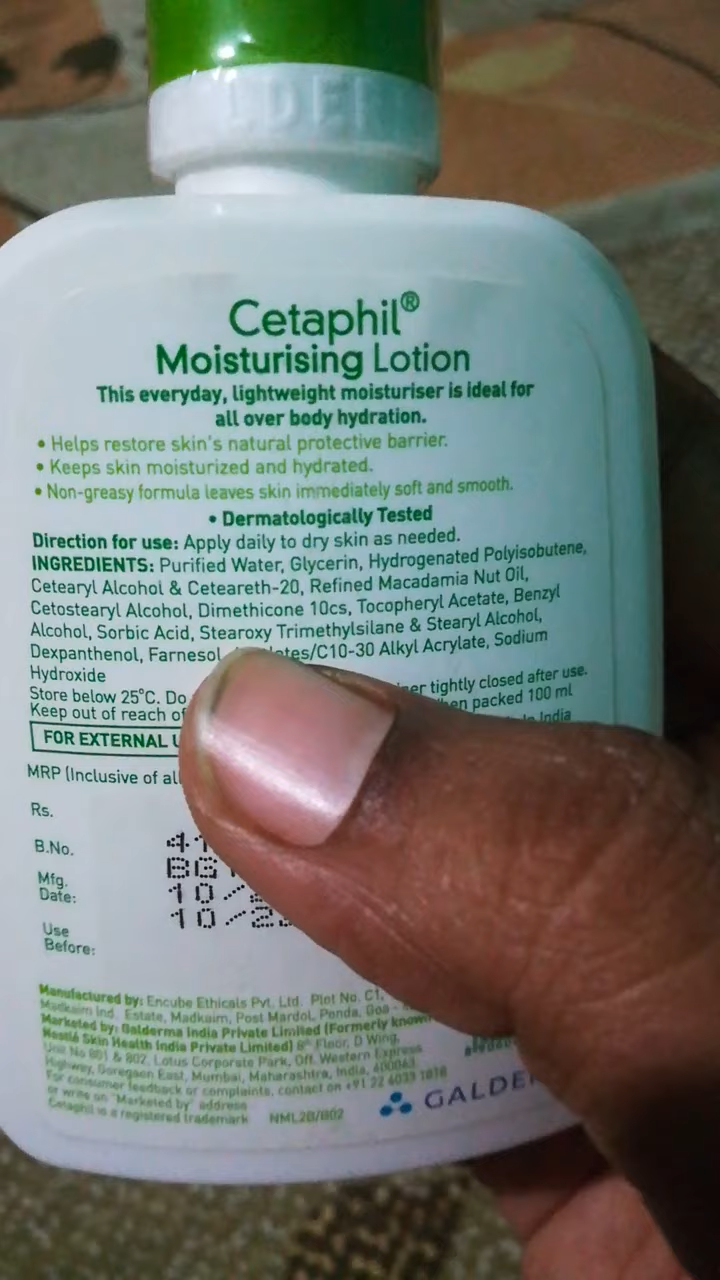 Cetaphil®
Moisturising Lotion
This everyday, lightweight moisturiser is ideal for
all over body hydration.
• Helps restore skin's natural protective barrier.
• Keeps skin moisturized and hydrated.
• Non-greasy formula leaves skin immediately soft and smooth.
• Dermatologically Tested
Direction for use: Apply daily to dry skin as needed.
INGREDIENTS: Purified Water, Glycerin, Hydrogenated Polyisobutene,
Cetearyl Alcohol & Ceteareth-20, Refined Macadamia Nut Oil,
Cetostearyl Alcohol, Dimethicone 10cs, Tocopheryl Acetate, Benzyl
Alcohol, Sorbic Acid, Stearoxy Trimethylsilane & Stearyl Alcohol,
Dexpanthenol, Farnesol /C10-30 Alkyl Acrylate, Sodium
Hydroxide
Store below 25°C. Do tightly closed after use.
Keep out of reach of packed 100 ml
India
FOR EXTERNAL
MRP (Inclusive of
Rs.
B.No.
Mfg.
Date: 10/
10/
Use
Before:
Manufactured by: Encube Ethicals Pvt. Ltd. Plot No. C1,
Madkaim Ind. Estate, Madkaim, Post Mardol, Ponda, Goa -
Marketed by: Galderma India Private Limited (Formerly
Nestlé Skin Health India Private Limited) 8th Floor, D Wing,
Unit No 801 & 802, Lotus Corporate Park, Off. Western Express
Highway, Goregaon East, Mumbai, Maharashtra, India, 400063
For consumer feedback or complaints, contact on +91 22 4033 1818
or write on "Marketed by" address
Cetaphil is a registered trademark NML2B/B02